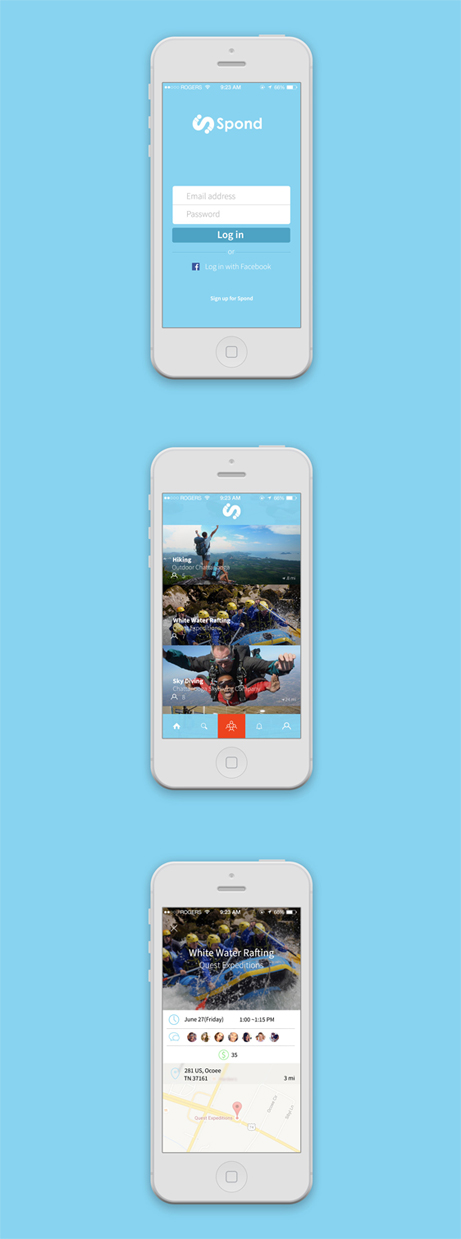 ROGERS 9:23 AM 66%
Spond
Email address
Password
Log in
or
Log in with Facebook
Sign up for Spond
ROGERS 9:23 AM 66%
Hiking
Outdoor Chattanooga
5
8 mi
White Water Rafting
Quest Expeditions
Sky Diving
Chattanooga Skydiving Company
6
24 mi
ROGERS 9:23 AM 66%
White Water Rafting
Quest Expeditions
June 27(Friday) 1:00 ~1:15 PM
$ 35
281 US, Ocoee
TN 37161 3 mi
Quest Expeditions